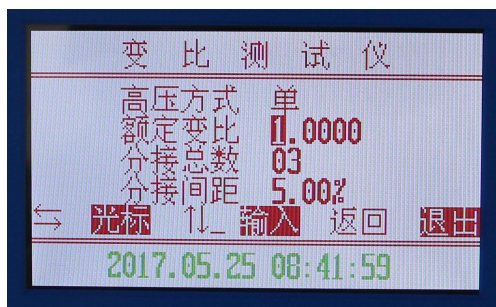 变比测试仪
高压方式 单
额定变比 1.0000
分接总数 03
分接间距 5.00%
⇆ 光标 ↑↓_ 输入 返回 退出
2017.05.25 08:41:59